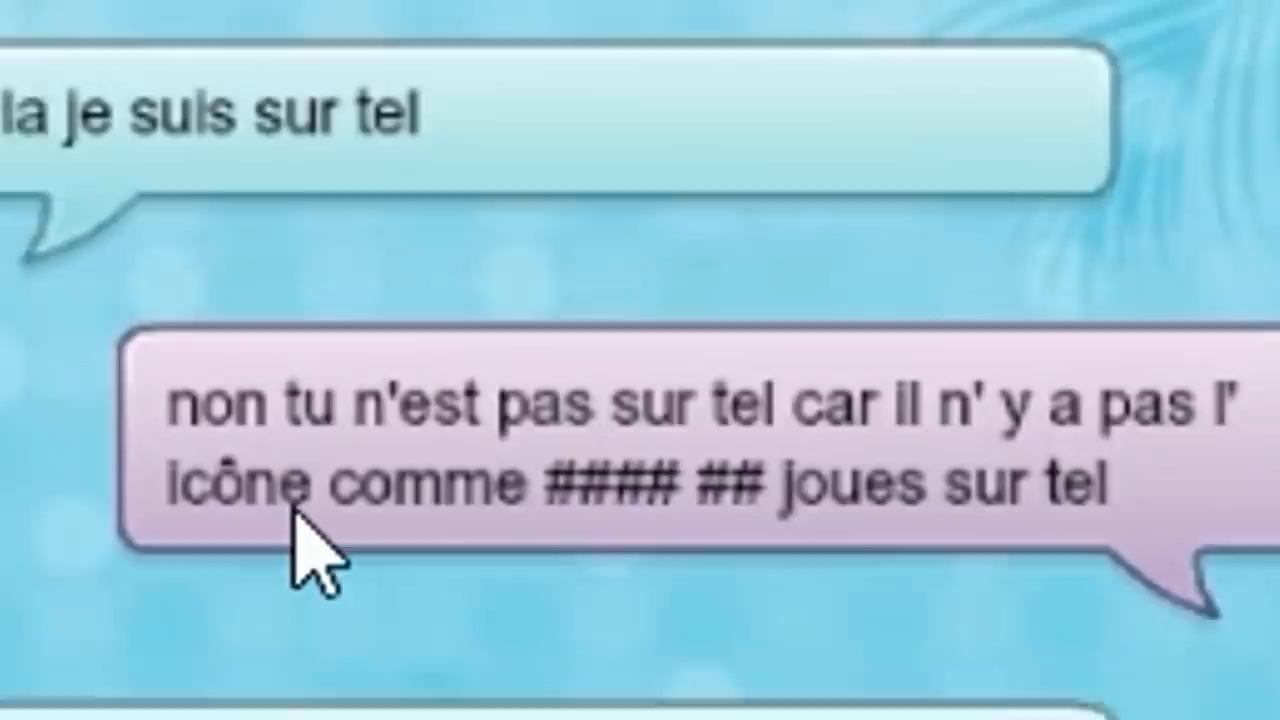 la je suis sur tel
non tu n'est pas sur tel car il n' y a pas l'
icône comme #### ## joues sur tel